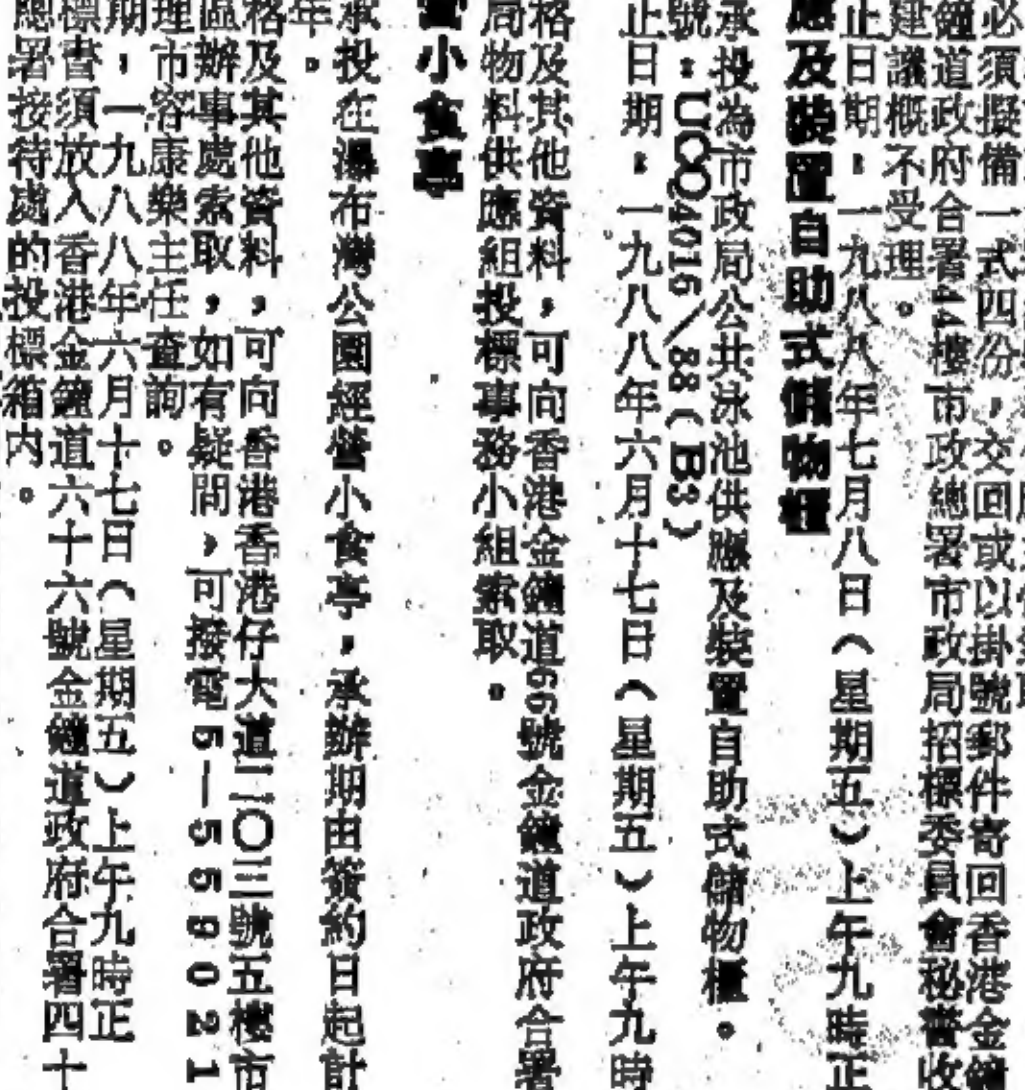 必須擬備一式四份，交回或以掛號郵件寄回香港金鐘
鐘道政府合署44樓市政總署市政局招標委員會秘書收
建議概不受理。
止日期：一九八八年七月八日（星期五）上午九時正
應及裝置自助式儲物櫃
承投為市政局公共泳池供應及裝置自助式儲物櫃。
號：UCQ4016／88（B3）
止日期：一九八八年六月十七日（星期五）上午九時
格及其他資料，可向香港金鐘道66號金鐘道政府合署
局物料供應組投標事務小組索取。
營小食亭
承投在瀑布灣公園經營小食亭，承辦期由簽約日起計
年。
格及其他資料，可向香港香港仔大道二〇三號五樓市
區辦事處索取，如有疑問，可撥電5—5589021
理市容康樂主任查詢。
期：一九八八年六月十七日（星期五）上午九時正
標書須放入香港金鐘道六十六號金鐘道政府合署四十
總署接待處的投標箱内。